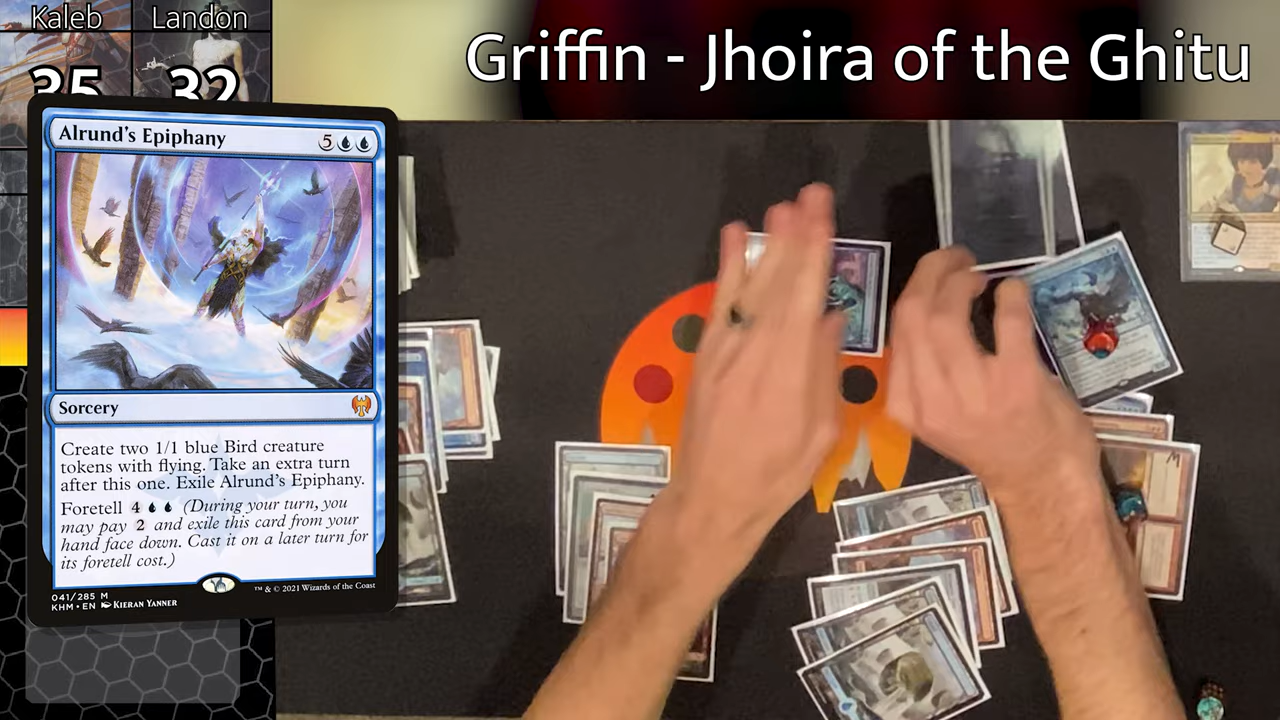 Kaleb
Landon
Griffin - Jhoira of the Ghitu
35
32
Alrund's Epiphany
5
Sorcery
Create two 1/1 blue Bird creature
tokens with flying. Take an extra turn
after this one. Exile Alrund's Epiphany.
Foretell 4 (During your turn, you
may pay 2 and exile this card from your
hand face down. Cast it on a later turn for
its foretell cost.)
041/285 M
KHM • EN KIERAN YANNER
™ & © 2021 Wizards of the Coast